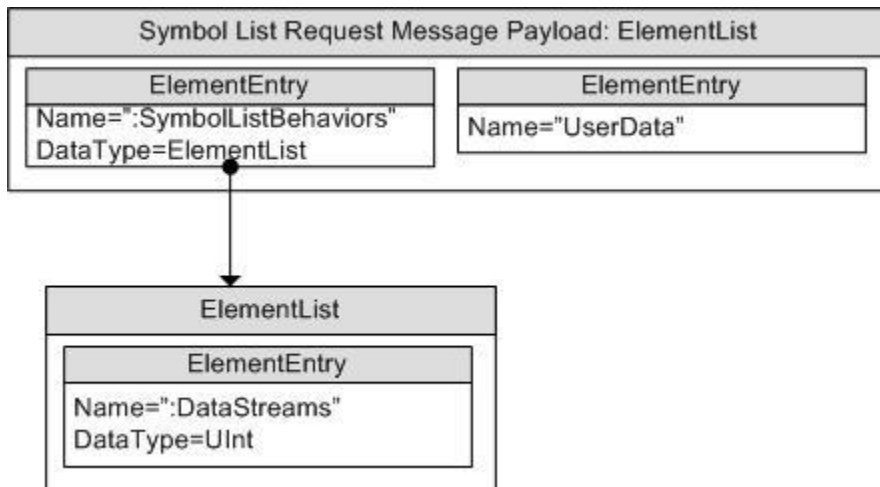 Symbol List Request Message Payload: ElementList
ElementEntry
Name=":SymbolListBehaviors"
DataType=ElementList
ElementEntry
Name="UserData"
ElementList
ElementEntry
Name=":DataStreams"
DataType=UInt